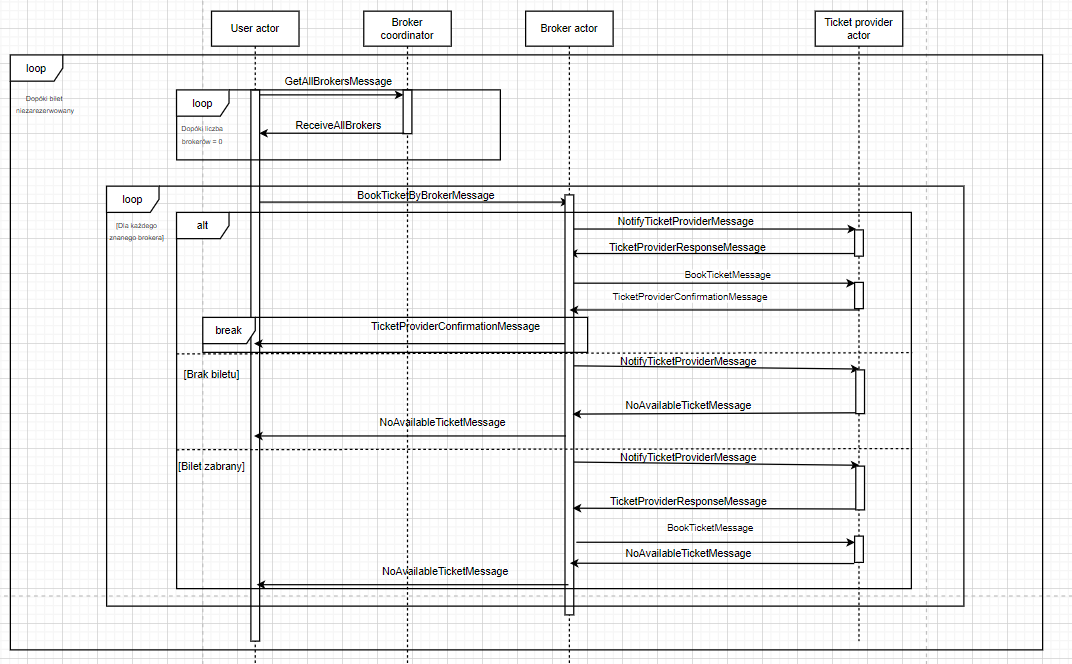 User actor
Broker
coordinator
Broker actor
Ticket provider
actor
loop
Dopóki bilet
niezarezerwowany
GetAllBrokersMessage
loop
ReceiveAllBrokers
Dopóki liczba
brokerów = 0
loop
BookTicketByBrokerMessage
[Dla każdego
znanego brokera]
alt
NotifyTicketProviderMessage
TicketProviderResponseMessage
BookTicketMessage
TicketProviderConfirmationMessage
break
TicketProviderConfirmationMessage
NotifyTicketProviderMessage
[Brak biletu]
NoAvailableTicketMessage
NoAvailableTicketMessage
NotifyTicketProviderMessage
[Bilet zabrany]
TicketProviderResponseMessage
BookTicketMessage
NoAvailableTicketMessage
NoAvailableTicketMessage